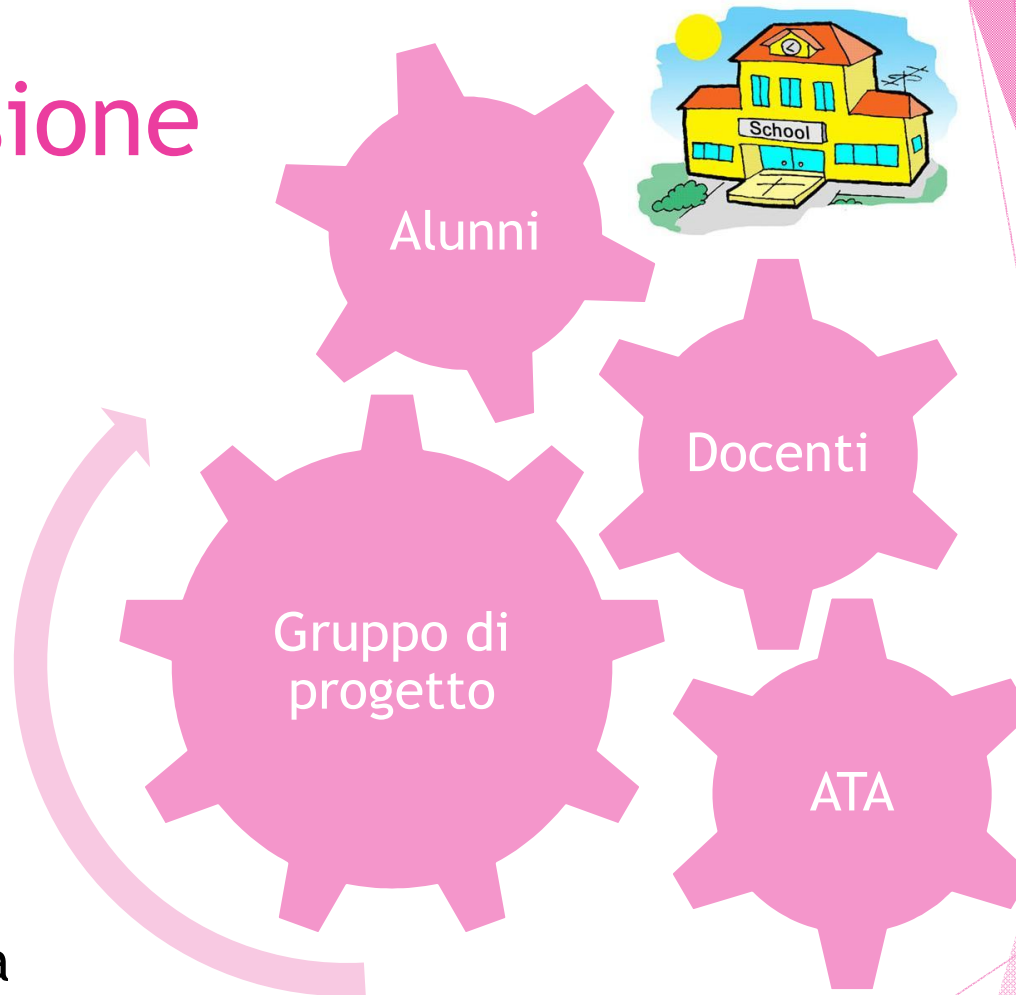 sione
School
Alunni
Docenti
Gruppo di
progetto
ATA
a